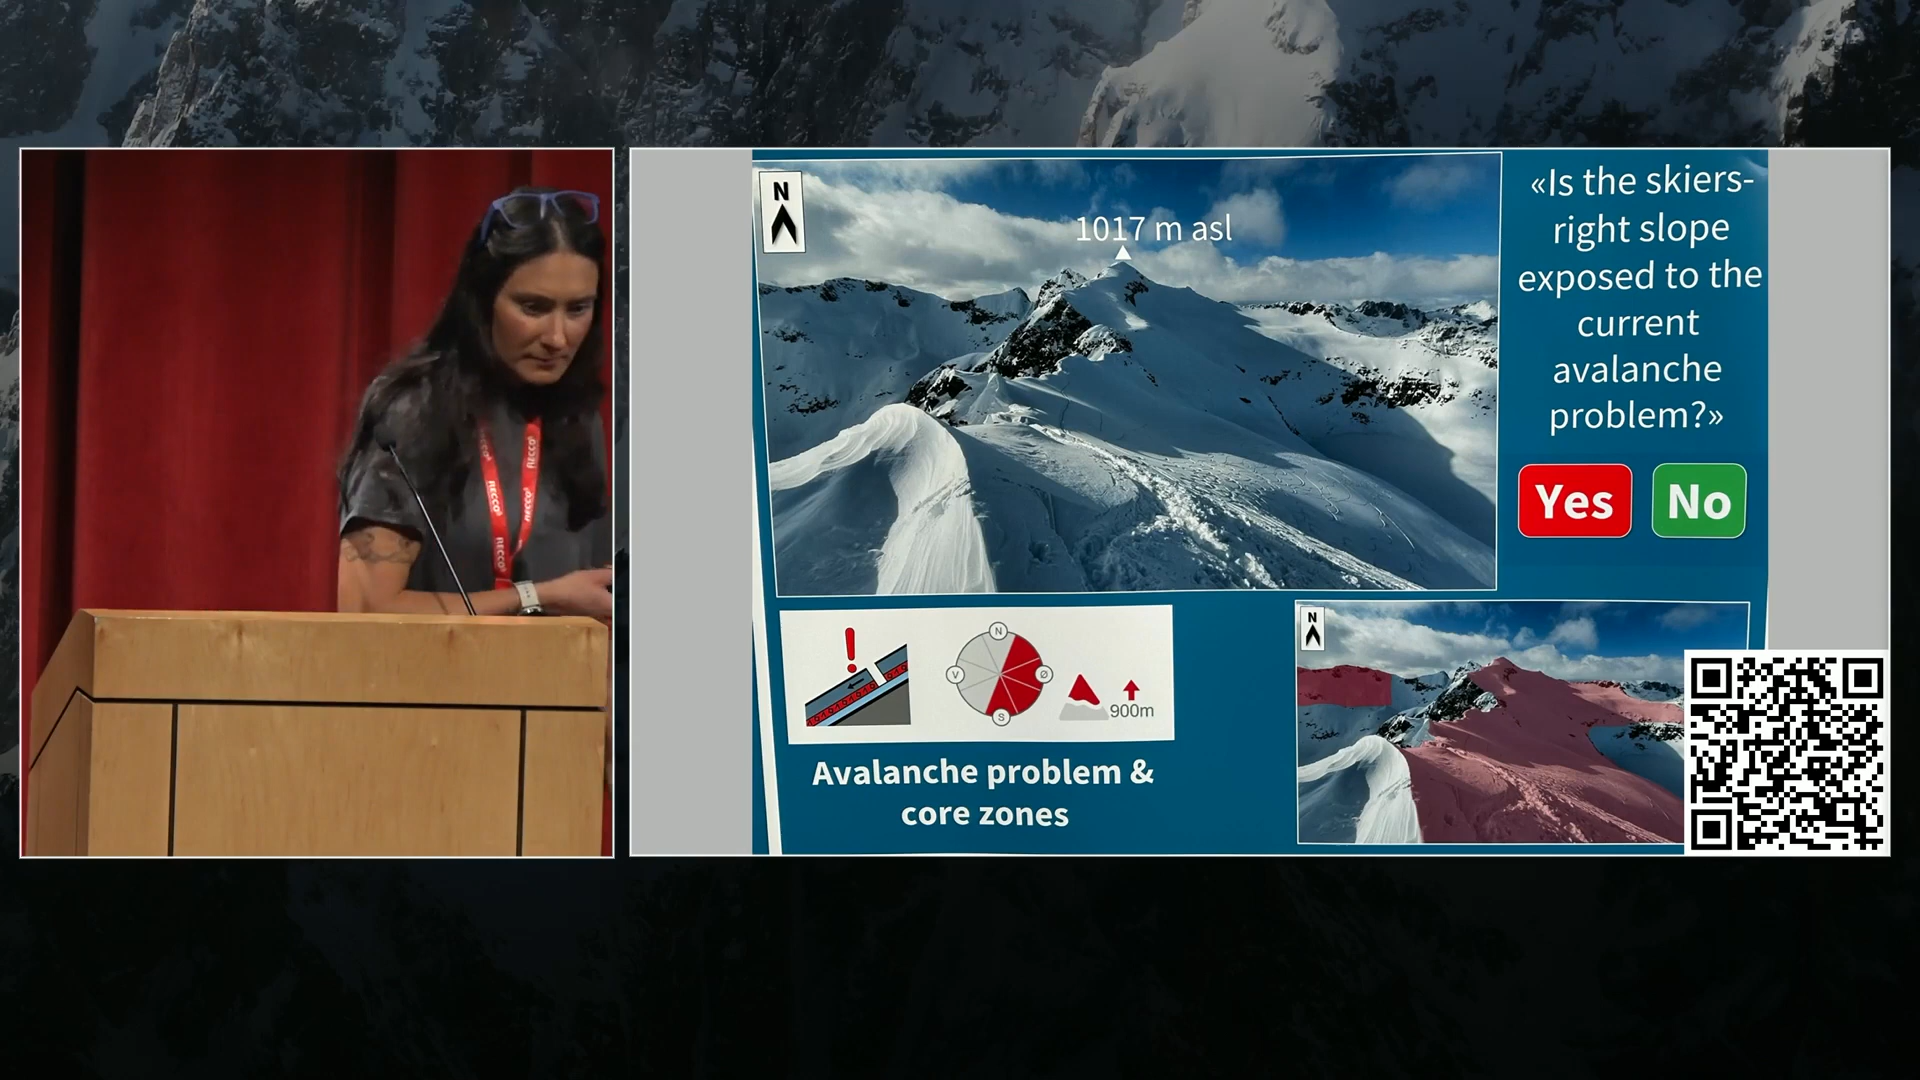 RECCO
RECCO
RECCO
RECCO
N
1017 m asl
«Is the skiers-
right slope
exposed to the
current
avalanche
problem?»
Yes
No
N
V
Ø
S
900m
Avalanche problem &
core zones
N